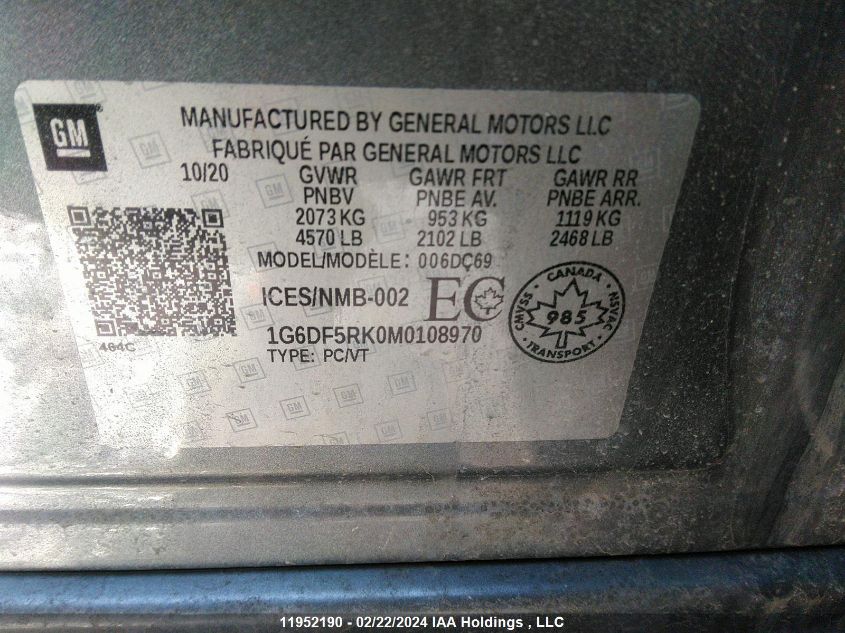 GM
MANUFACTURED BY GENERAL MOTORS LLC
FABRIQUÉ PAR GENERAL MOTORS LLC
10/20 GVWR GAWR FRT GAWR RR
PNBV PNBE AV. PNBE ARR.
2073 KG 953 KG 1119 KG
4570 LB 2102 LB 2468 LB
MODEL/MODÈLE: 006DC69
ICES/NMB-002 EC
CANADA
CMVSS 985 NSVAC
TRANSPORT
484C
1G6DF5RK0M0108970
TYPE: PC/VT
11952190 - 02/22/2024 IAA Holdings , LLC